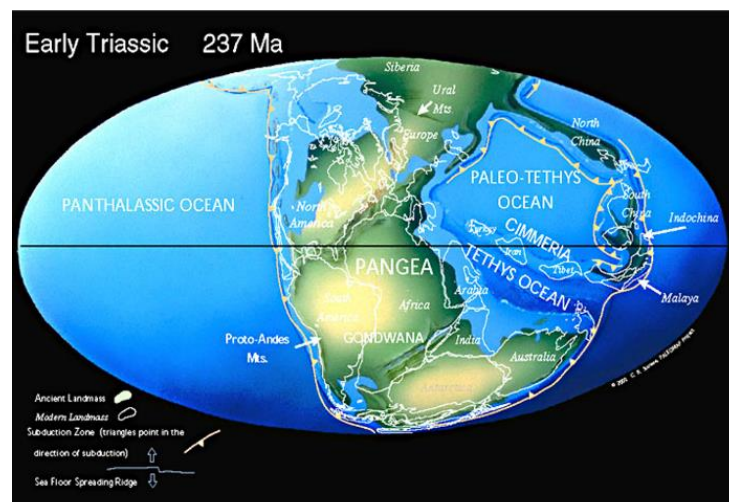 Early Triassic 237 Ma
Siberia
Ural
Mts.
Europe
North
China
PANTHALASSIC OCEAN
North
America
PALEO-TETHYS
OCEAN
South
China
Indochina
CIMMERIA
Turkey
Iran
Tibet
TETHYS OCEAN
PANGEA
Arabia
Malaya
South
America
Africa
GONDWANA
India
Australia
Proto-Andes
Mts.
Antarctica
Ancient Landmass
Modern Landmass
Subduction Zone (triangles point in the
direction of subduction)
Sea Floor Spreading Ridge